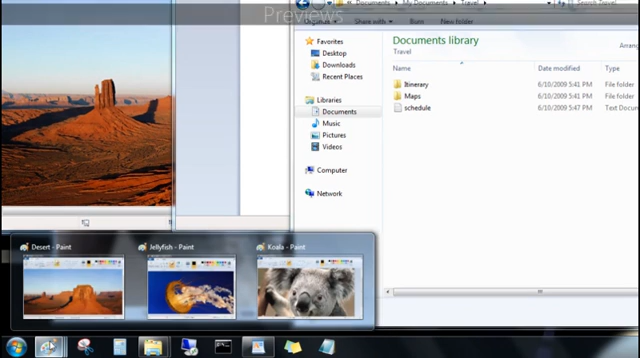 Previews
Documents
My Documents
Travel
Search Travel
Organize
Share with
Burn
New folder
Favorites
Desktop
Downloads
Recent Places
Libraries
Documents
Music
Pictures
Videos
Computer
Network
Documents library
Travel
Arrang
Name
Date modified
Type
Itinerary
6/10/2009 5:41 PM
File folder
Maps
6/10/2009 5:41 PM
File folder
schedule
6/10/2009 5:47 PM
Text Docum
Desert - Paint
Jellyfish - Paint
Koala - Paint